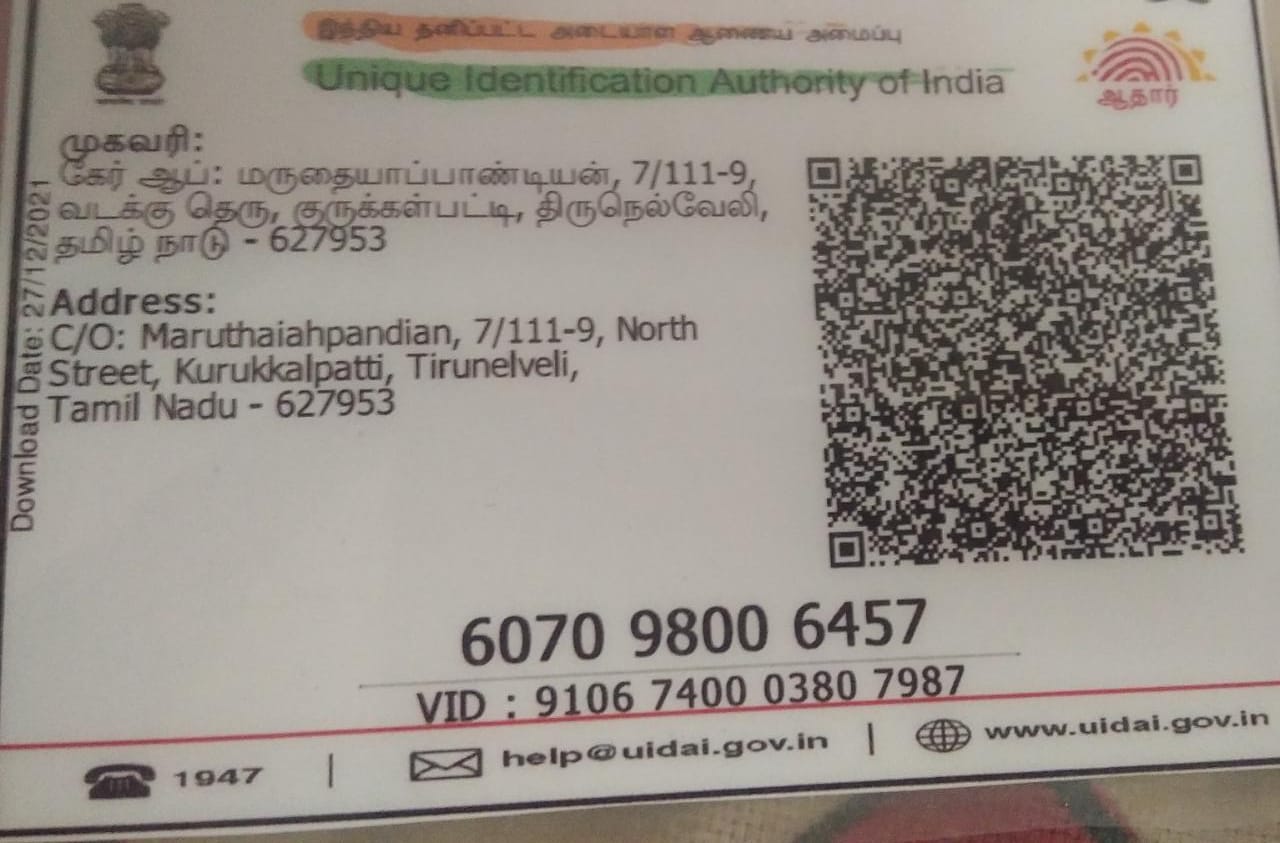 இந்திய தனிப்பட்ட அடையாள ஆணைய அமைப்பு
Unique Identification Authority of India
ஆதார்
முகவரி:
கேர் ஆப்: மருதையாப்பாண்டியன், 7/111-9,
வடக்கு தெரு, குருக்கள்பட்டி, திருநெல்வேலி,
தமிழ் நாடு - 627953
Address:
C/O: Maruthaiahpandian, 7/111-9, North
Street, Kurukkalpatti, Tirunelveli,
Tamil Nadu - 627953
Download Date: 27/12/2021
6070 9800 6457
VID : 9106 7400 0380 7987
1947 | help@uidai.gov.in | www.uidai.gov.in